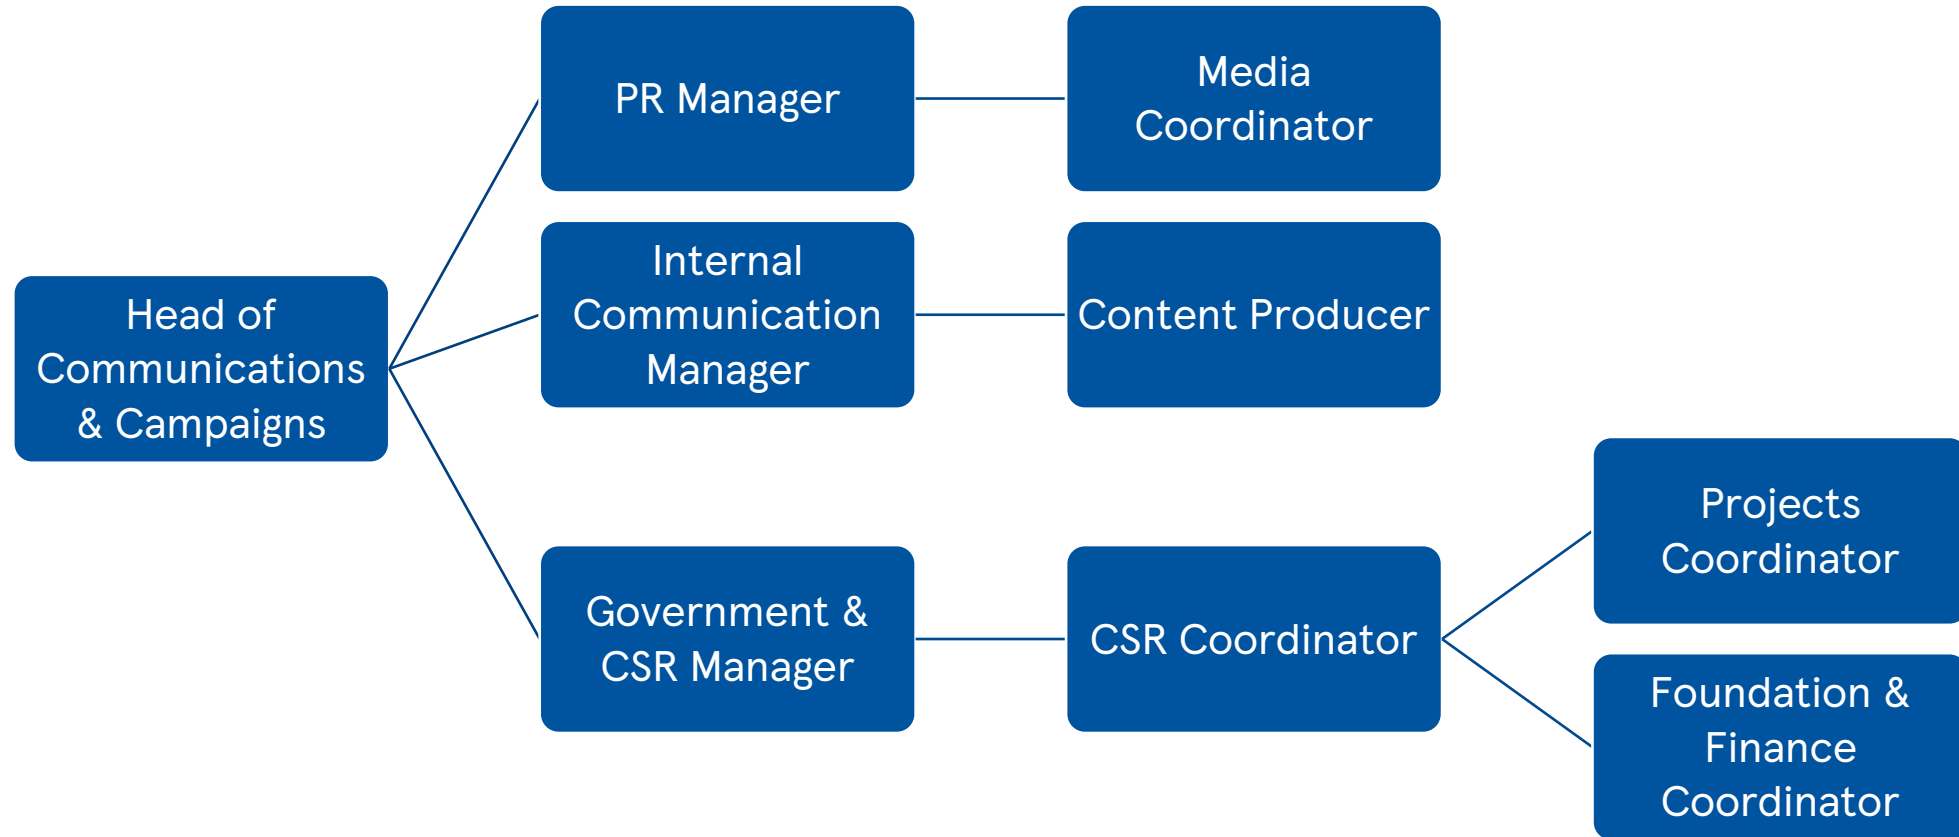 PR Manager
Media
Coordinator
Internal
Communication
Manager
Content Producer
Head of
Communications
& Campaigns
Projects
Coordinator
Government &
CSR Manager
CSR Coordinator
Foundation &
Finance
Coordinator